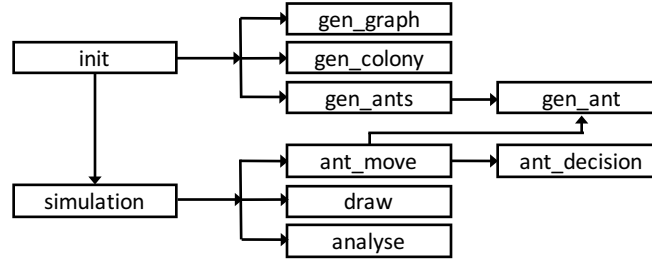 gen_graph
init
gen_colony
gen_ants
gen_ant
ant_move
ant_decision
simulation
draw
analyse